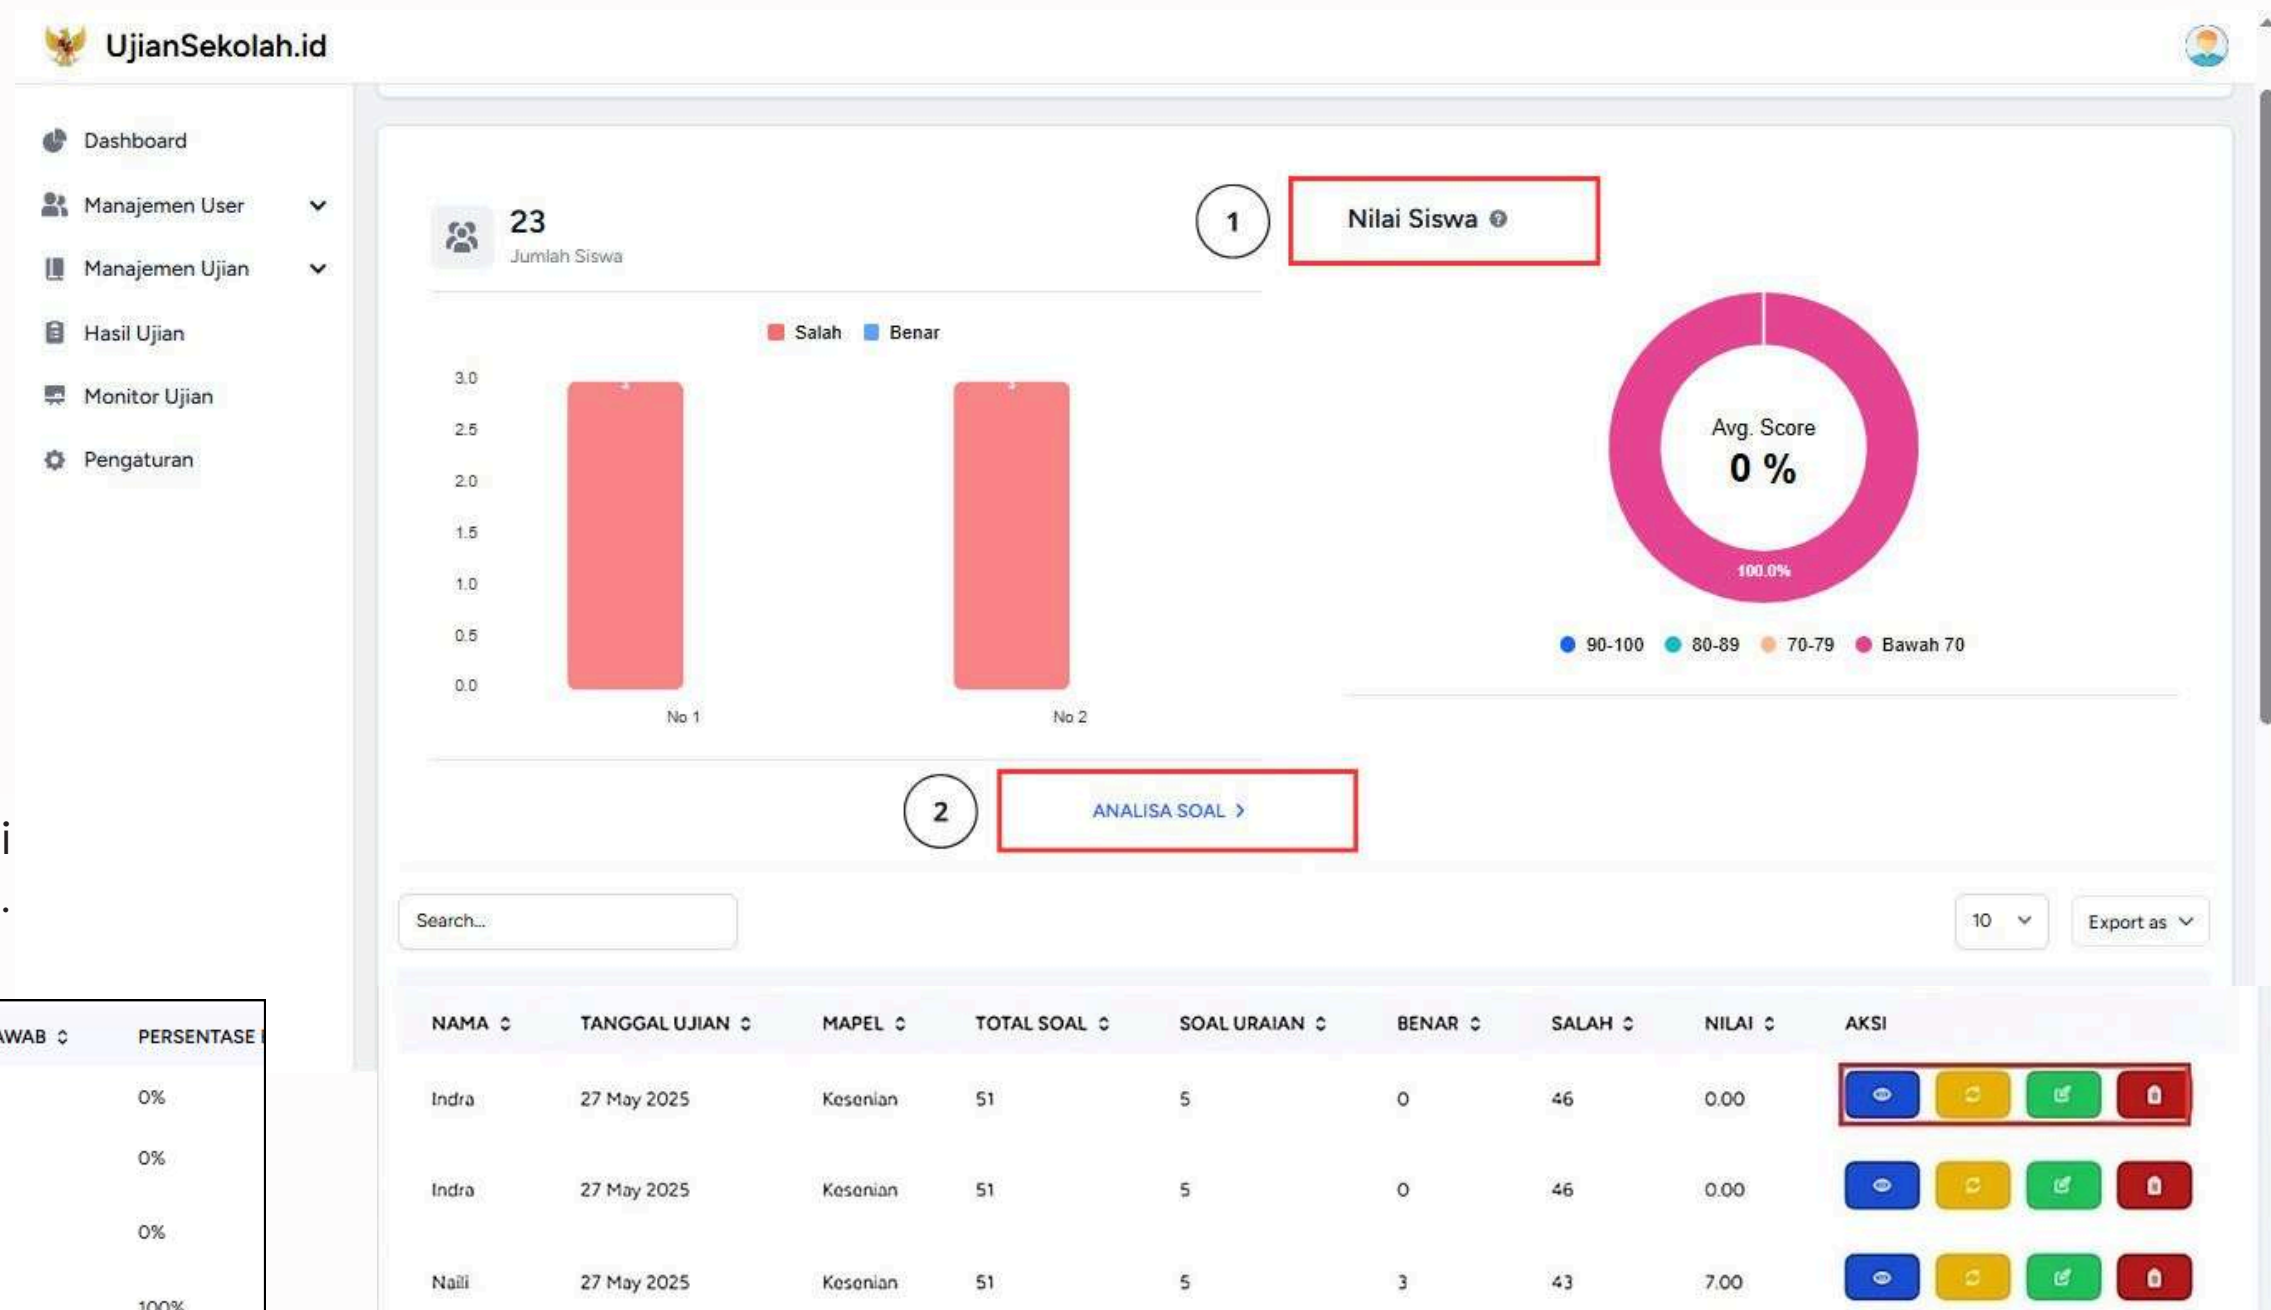 UjianSekolah.id
Dashboard
Manajemen User
Manajemen Ujian
Hasil Ujian
Monitor Ujian
Pengaturan
23
Jumlah Siswa
1
Nilai Siswa
Salah Benar
3.0
2.5
2.0
1.5
1.0
0.5
0.0
3
3
No 1
No 2
Avg. Score
0 %
100.0%
90-100 80-89 70-79 Bawah 70
2
ANALISA SOAL >
i
.
Search...
10
Export as
NAMA TANGGAL UJIAN MAPEL TOTAL SOAL SOAL URAIAN BENAR SALAH NILAI AKSI
Indra 27 May 2025 Kesenian 51 5 0 46 0.00
Indra 27 May 2025 Kesenian 51 5 0 46 0.00
Naili 27 May 2025 Kesenian 51 5 3 43 7.00
AWAB PERSENTASE
0%
0%
0%
100%